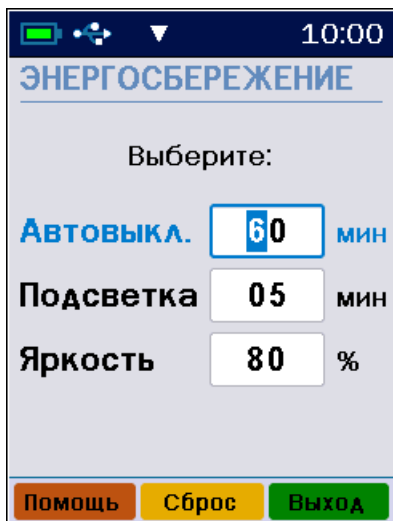 10:00
ЭНЕРГОСБЕРЕЖЕНИЕ
Выберите:
Автовыкл. 60 мин
Подсветка 05 мин
Яркость 80 %
Помощь Сброс Выход